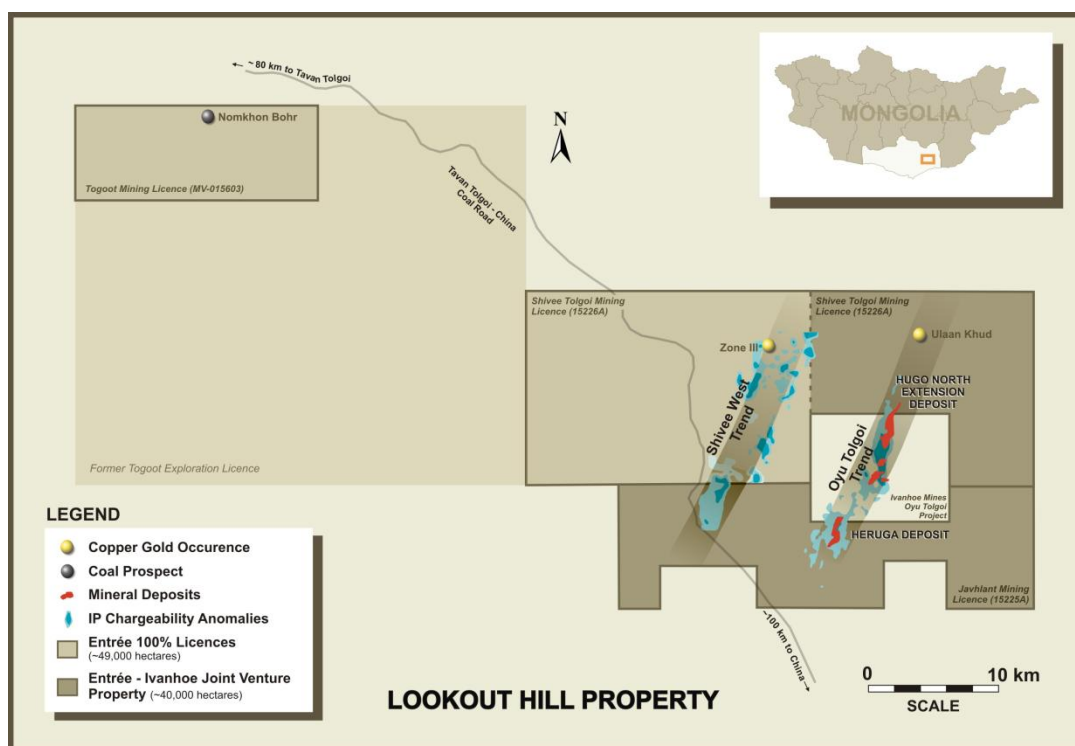 ~ 80 km to Tavan Tolgoi
Nomkhon Bohr
Togoot Mining Licence (MV-015603)
N
MONGOLIA
Tavan Tolgoi - China
Coal Road
Shivee Tolgoi Mining
Licence (15226A)
Shivee Tolgoi Mining
Licence (15226A)
Zone III
Ulaan Khud
Shivee West
Trend
HUGO NORTH
EXTENSION
DEPOSIT
Oyu Tolgoi
Trend
Ivanhoe Mines
Oyu Tolgoi
Project
HERUGA DEPOSIT
Former Togoot Exploration Licence
Javhlant Mining
Licence (15225A)
~100 km to China
LEGEND
Copper Gold Occurence
Coal Prospect
Mineral Deposits
IP Chargeability Anomalies
Entrée 100% Licences
(~49,000 hectares)
Entrée - Ivanhoe Joint Venture
Property (~40,000 hectares)
LOOKOUT HILL PROPERTY
0 10 km
SCALE